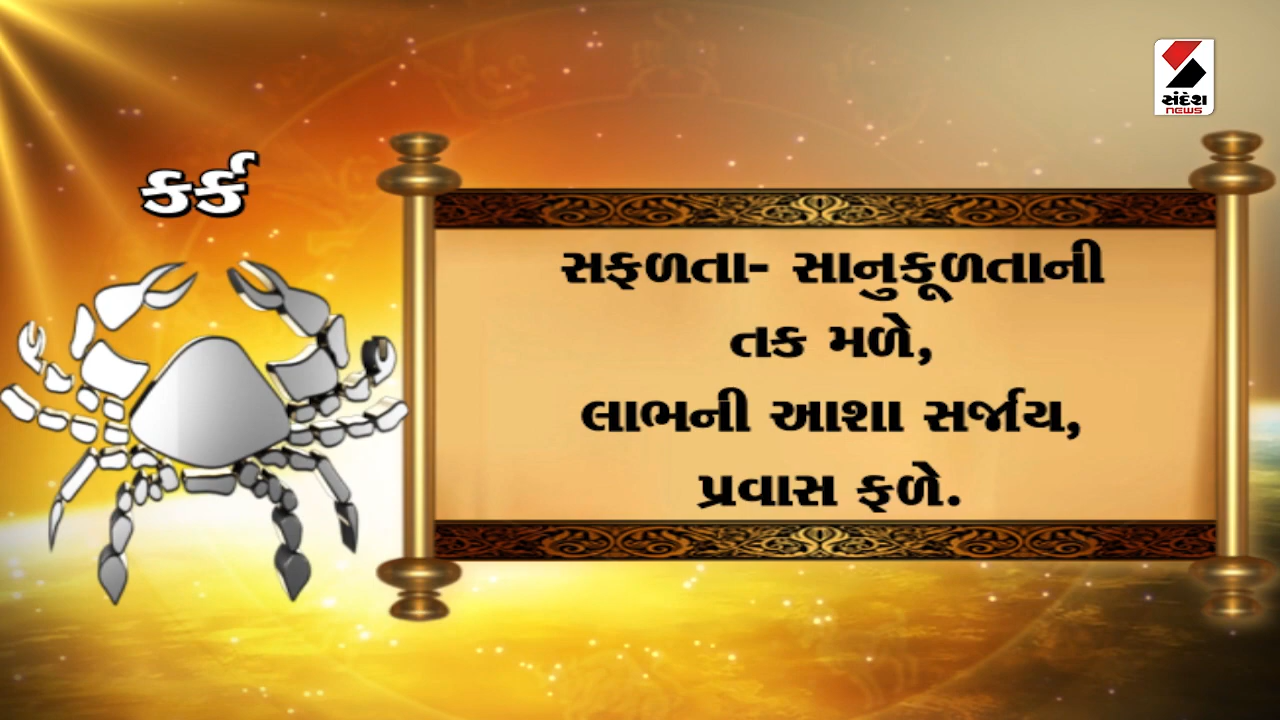 સંદેશ
NEWS
કર્ક
સફળતા- સાનુકૂળતાની
તક મળે,
લાભની આશા સર્જાય,
પ્રવાસ ફળે.